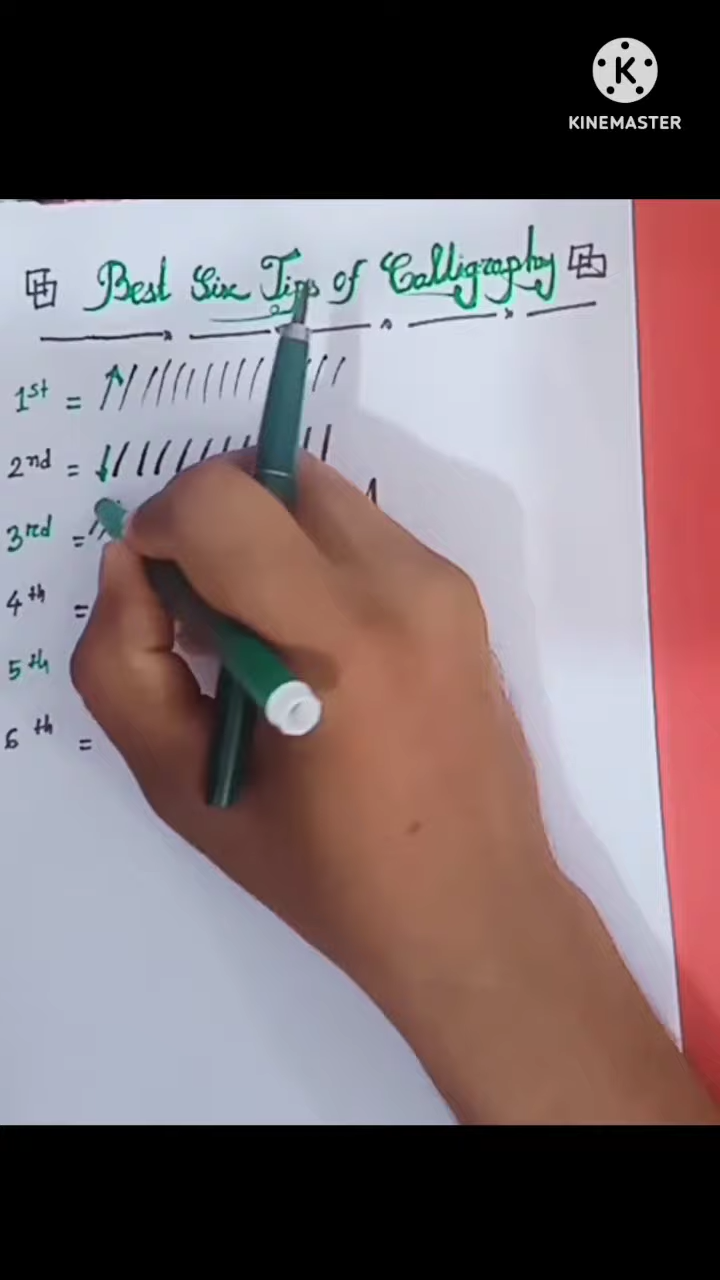 KINEMASTER
Best Six Tips of Calligraphy
1st =
2nd =
3rd =
4th =
5th
6th =